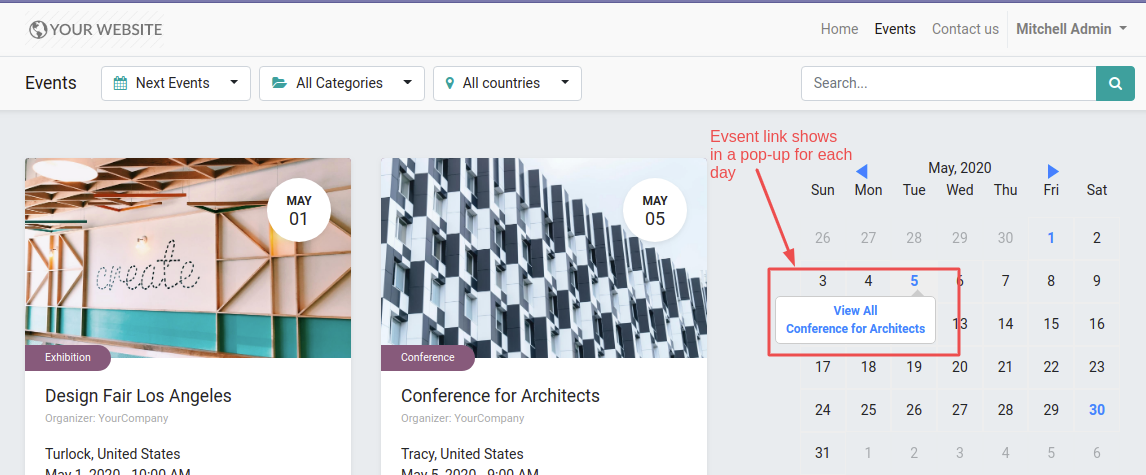 YOUR WEBSITE
Home Events Contact us Mitchell Admin
Events Next Events All Categories All countries Search...
Evsent link shows
in a pop-up for each
day
MAY
01
create
Exhibition
Design Fair Los Angeles
Organizer: YourCompany
Turlock, United States
May 1, 2020 - 10:00 AM
MAY
05
Conference
Conference for Architects
Organizer: YourCompany
Tracy, United States
May 5, 2020 - 9:00 AM
May, 2020
Sun Mon Tue Wed Thu Fri Sat
26 27 28 29 30 1 2
3 4 5 6 7 8 9
View All
Conference for Architects
13 14 15 16
17 18 19 20 21 22 23
24 25 26 27 28 29 30
31 1 2 3 4 5 6